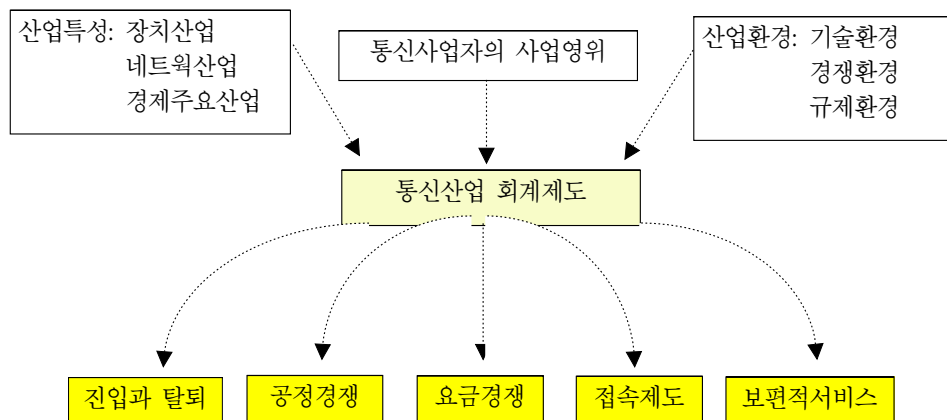 산업특성: 장치산업
네트웍산업
경제주요산업
통신사업자의 사업영위
산업환경: 기술환경
경쟁환경
규제환경
통신산업 회계제도
진입과 탈퇴
공정경쟁
요금경쟁
접속제도
보편적서비스